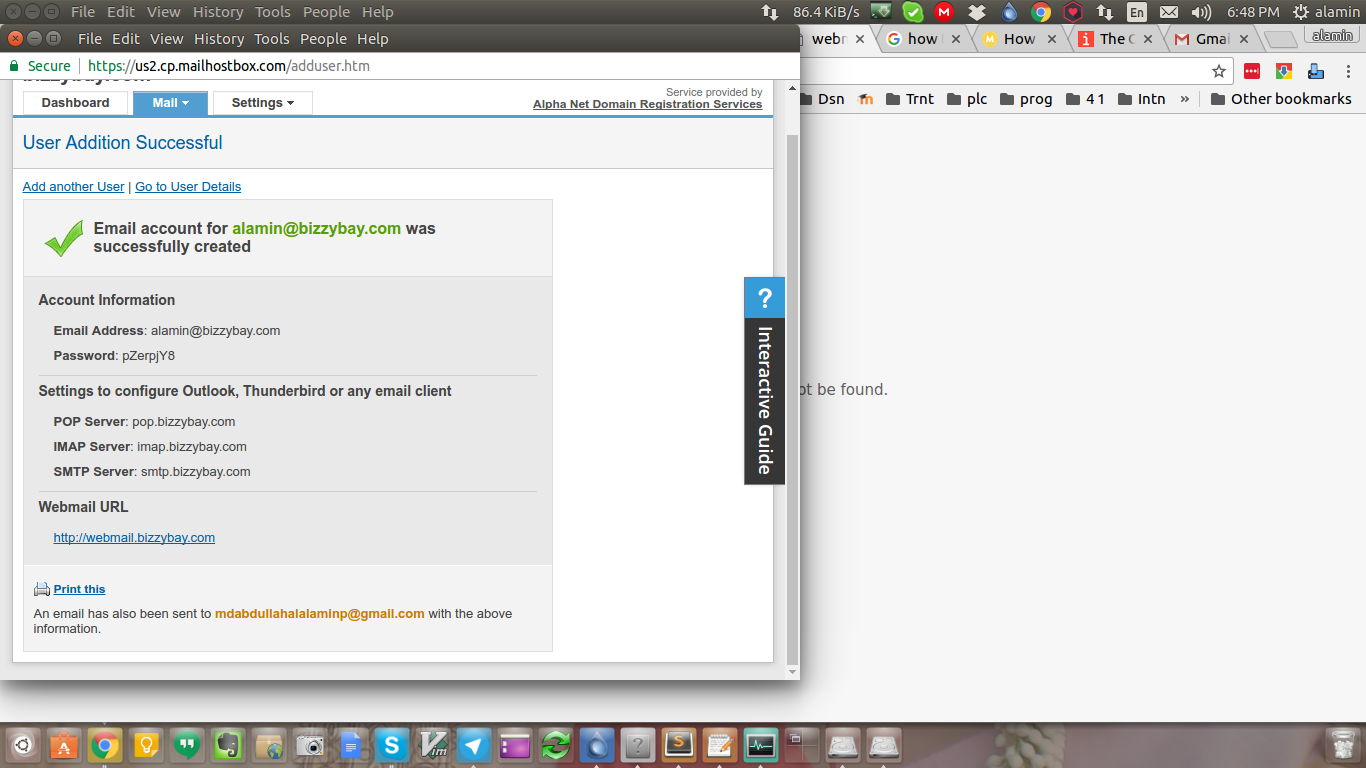 File Edit View History Tools People Help
86.4 KiB/s
En
6:48 PM
alamin
File Edit View History Tools People Help
webr
how
How
The C
Gmai
alamin
Secure
https://us2.cp.mailhostbox.com/adduser.htm
Dsn
Trnt
plc
prog
4 1
Intn
»
Other bookmarks
Dashboard
Mail
Settings
Service provided by
Alpha Net Domain Registration Services
User Addition Successful
Add another User | Go to User Details
Email account for alamin@bizzybay.com was
successfully created
Account Information
Email Address: alamin@bizzybay.com
Password: pZerpjY8
Settings to configure Outlook, Thunderbird or any email client
POP Server: pop.bizzybay.com
IMAP Server: imap.bizzybay.com
SMTP Server: smtp.bizzybay.com
Webmail URL
http://webmail.bizzybay.com
Print this
An email has also been sent to mdabdullahalalaminp@gmail.com with the above
information.
?
Interactive Guide
ot be found.